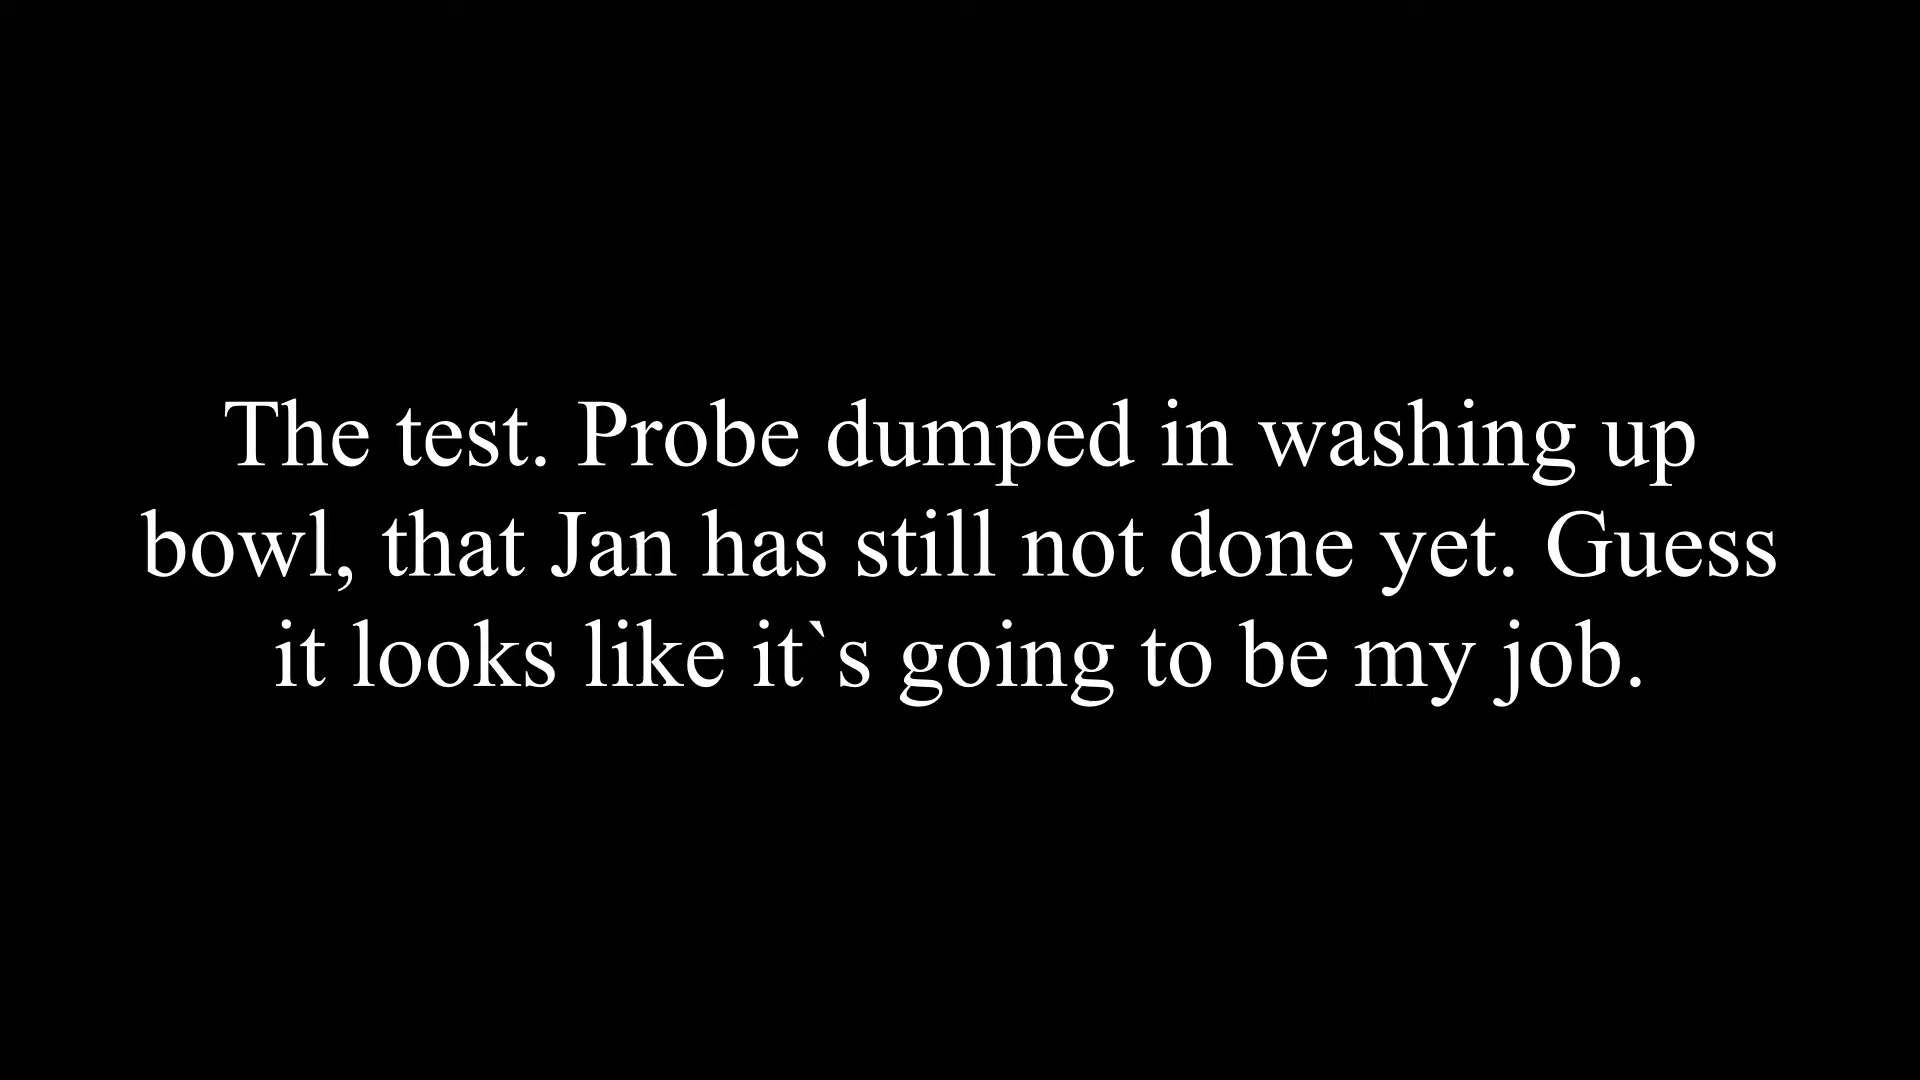 The test. Probe dumped in washing up
bowl, that Jan has still not done yet. Guess
it looks like it`s going to be my job.